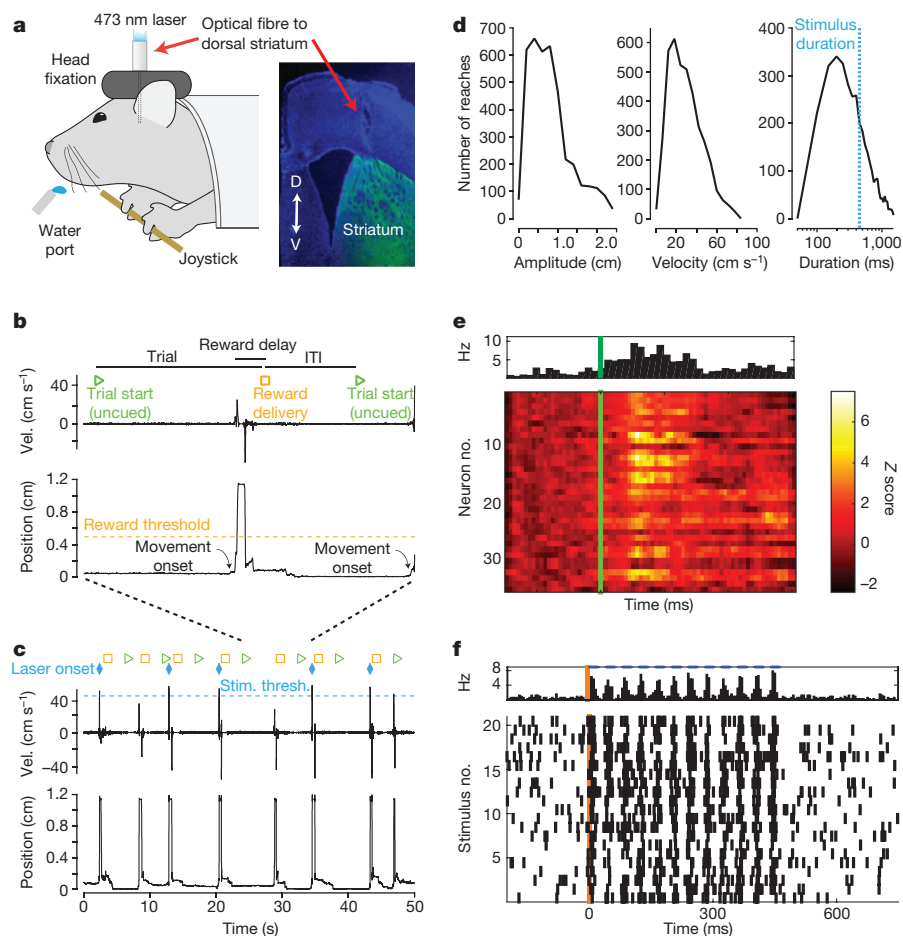 a
473 nm laser
Optical fibre to
dorsal striatum
Head
fixation
D
V
Striatum
Water
port
Joystick
b
Reward delay
Trial
ITI
Vel. (cm s⁻¹)
40
0
Trial start
(uncued)
Reward
delivery
Trial start
(uncued)
Position (cm)
1.2
0.8
0.4
0
Reward threshold
Movement
onset
Movement
onset
c
Laser onset
Stim. thresh.
Vel. (cm s⁻¹)
40
0
−40
Position (cm)
1.2
0.8
0.4
0
0 10 20 30 40 50
Time (s)
d
Number of reaches
700
600
500
400
300
200
100
0
0 1.0 2.0
Amplitude (cm)
600
400
200
0
20 60 100
Velocity (cm s⁻¹)
Stimulus
duration
400
300
200
100
0
100 1,000
Duration (ms)
e
Hz
10
5
Neuron no.
10
20
30
Time (ms)
Z score
6
4
2
0
−2
f
Hz
8
4
Stimulus no.
20
15
10
5
0 300 600
Time (ms)